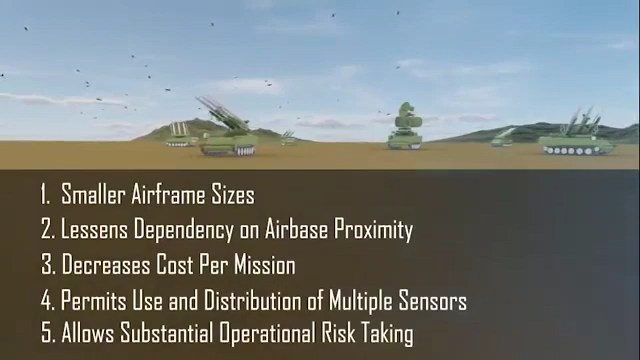 1. Smaller Airframe Sizes
2. Lessens Dependency on Airbase Proximity
3. Decreases Cost Per Mission
4. Permits Use and Distribution of Multiple Sensors
5. Allows Substantial Operational Risk Taking